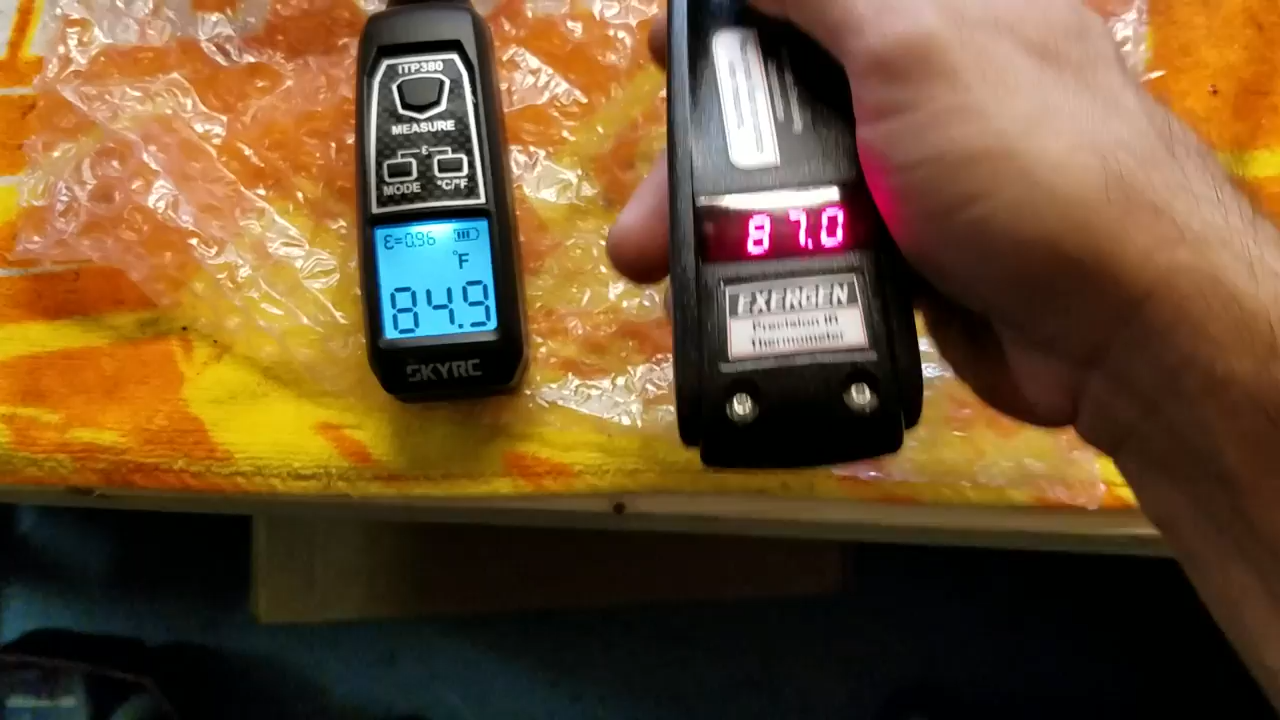 ITP380
MEASURE
ε
MODE
°C/°F
ε=0.96
°F
84.9
SKYRC
87.0
EXERGEN
Precision IR
Thermometer